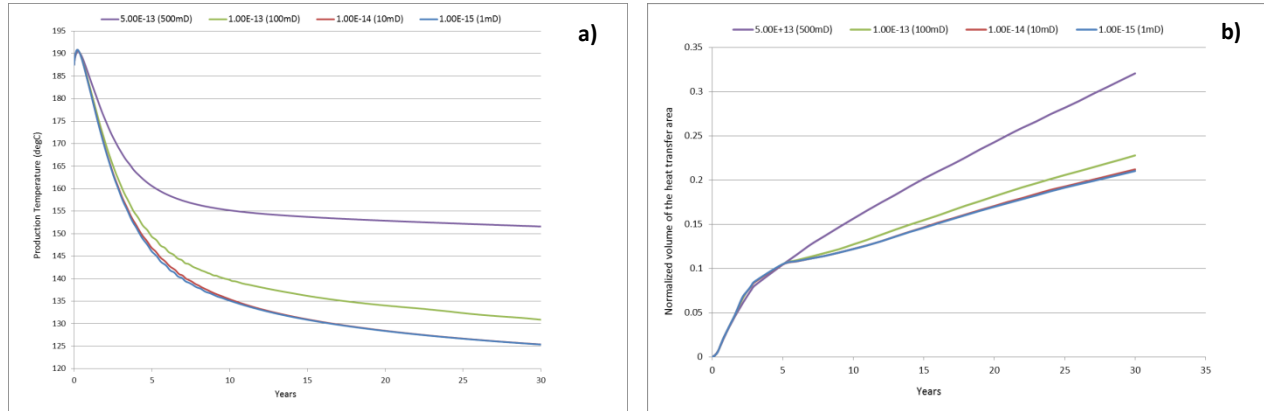 5.00E-13 (500mD) 1.00E-13 (100mD) 1.00E-14 (10mD) 1.00E-15 (1mD)
a)
Production Temperature (degC)
195
190
185
180
175
170
165
160
155
150
145
140
135
130
125
120
0 5 10 15 20 25 30
Years
5.00E+13 (500mD) 1.00E-13 (100mD) 1.00E-14 (10mD) 1.00E-15 (1mD)
b)
Normalized volume of the heat transfer area
0.35
0.3
0.25
0.2
0.15
0.1
0.05
0
0 5 10 15 20 25 30 35
Years